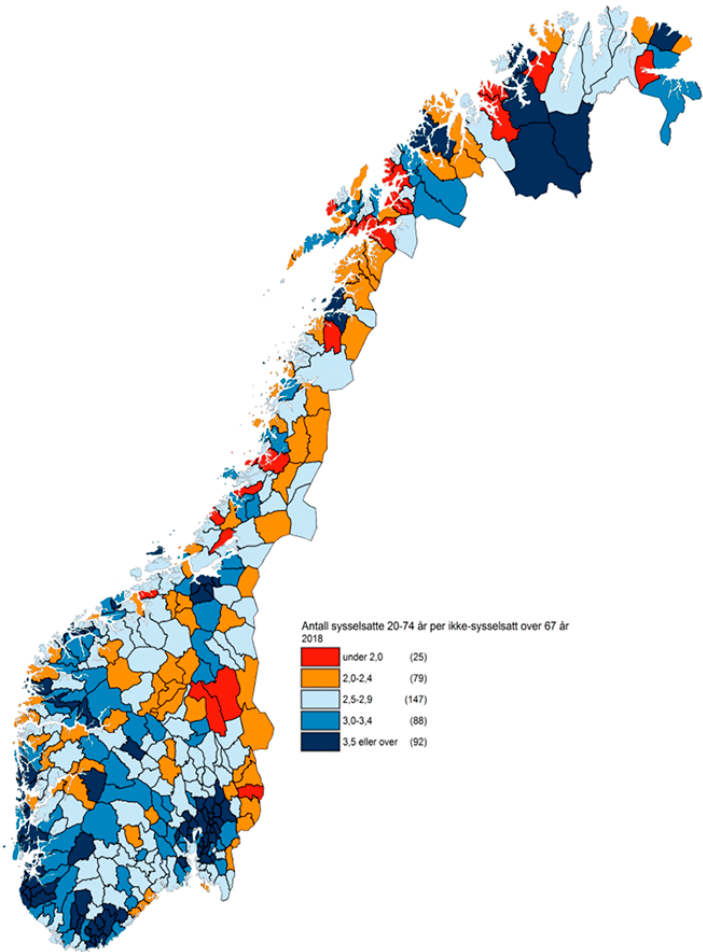 Antall sysselsatte 20-74 år per ikke-sysselsatt over 67 år
2018
under 2,0 (25)
2,0-2,4 (79)
2,5-2,9 (147)
3,0-3,4 (88)
3,5 eller over (92)